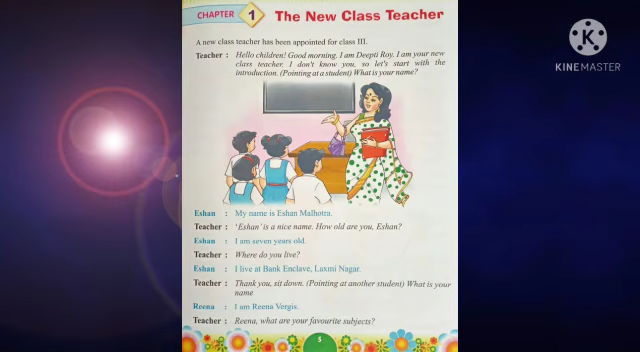 CHAPTER 1 The New Class Teacher
A new class teacher has been appointed for class III.
Teacher : Hello children! Good morning. I am Deepti Roy. I am your new
class teacher. I don't know you, so let's start with the
introduction. (Pointing at a student) What is your name?
Eshan : My name is Eshan Malhotra.
Teacher : 'Eshan' is a nice name. How old are you, Eshan?
Eshan : I am seven years old.
Teacher : Where do you live?
Eshan : I live at Bank Enclave, Laxmi Nagar.
Teacher : Thank you, sit down. (Pointing at another student) What is your
name
Reena : I am Reena Vergis.
Teacher : Reena, what are your favourite subjects?
5
K
KINEMASTER